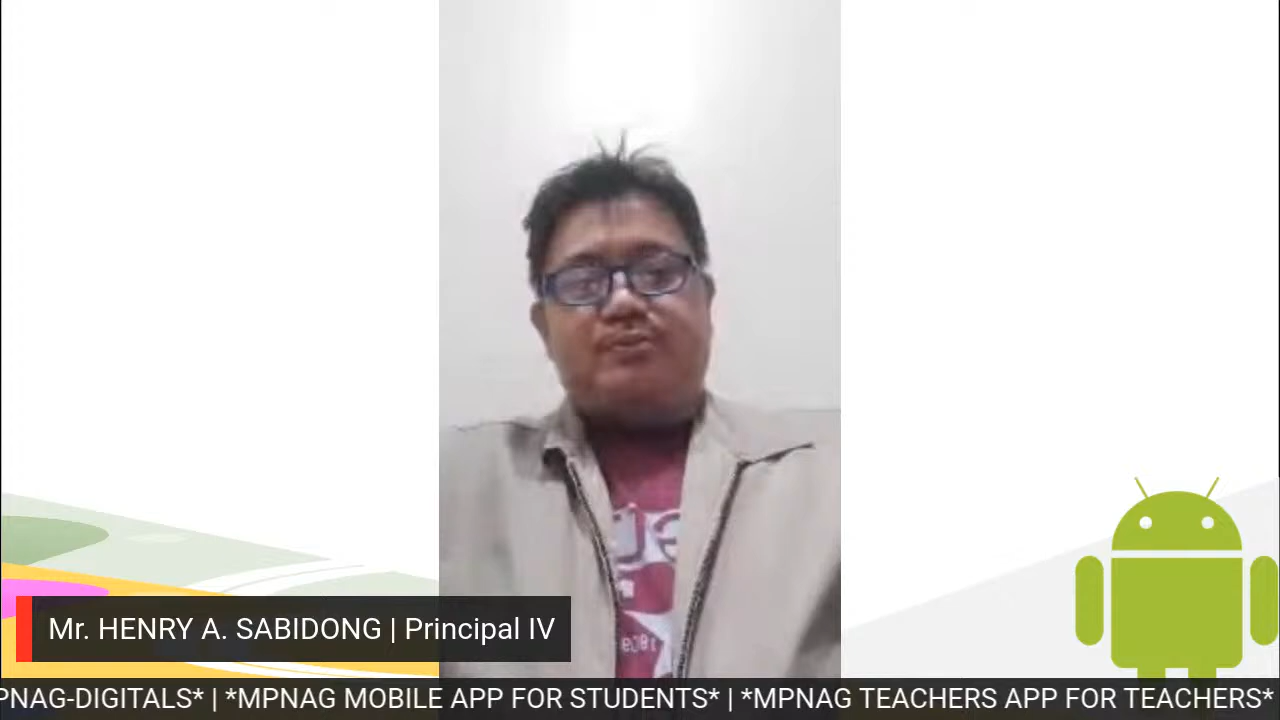 Mr. HENRY A. SABIDONG | Principal IV
PNAG-DIGITALS* | *MPNAG MOBILE APP FOR STUDENTS* | *MPNAG TEACHERS APP FOR TEACHERS*